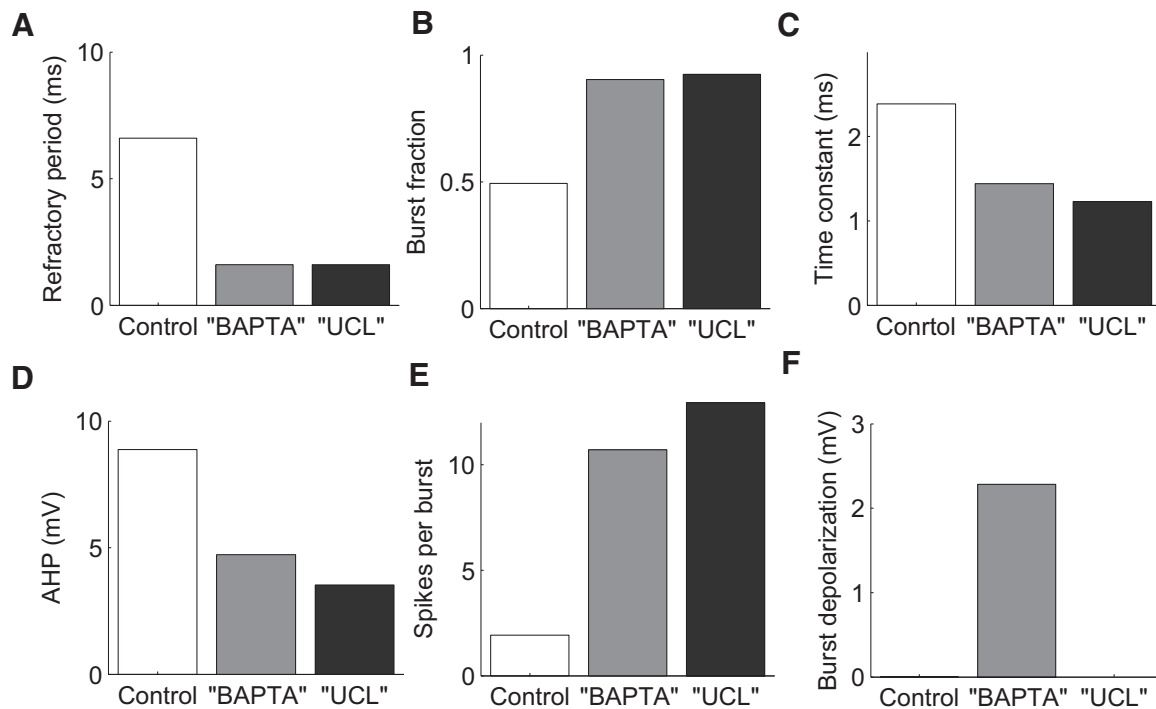 A
Refractory period (ms)
10
5
0
Control "BAPTA" "UCL"
B
Burst fraction
1
0.5
0
Control "BAPTA" "UCL"
C
Time constant (ms)
2
1
0
Conrtol "BAPTA" "UCL"
D
AHP (mV)
10
5
0
Control "BAPTA" "UCL"
E
Spikes per burst
10
5
0
Control "BAPTA" "UCL"
F
Burst depolarization (mV)
3
2
1
0
Control "BAPTA" "UCL"